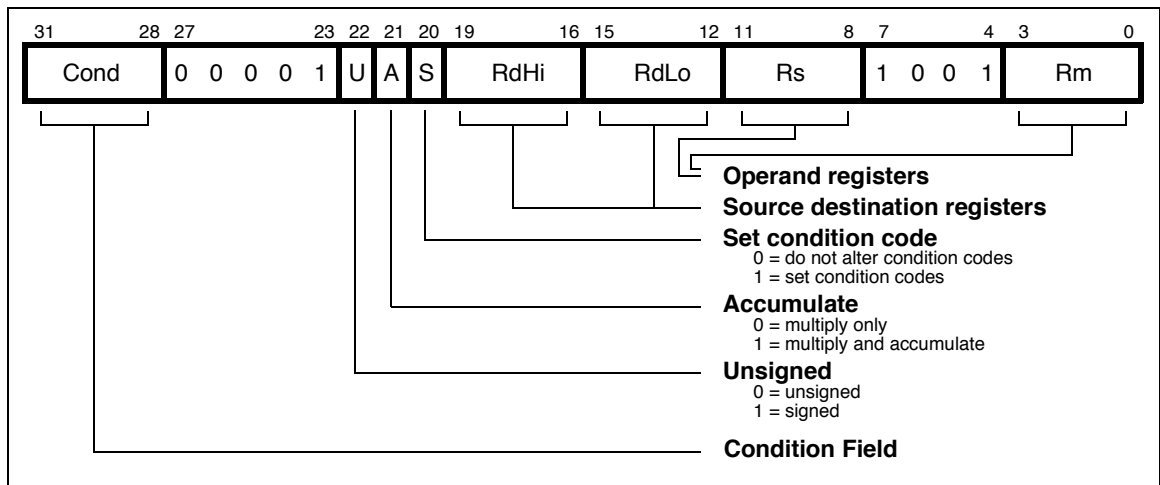 31 28 27 23 22 21 20 19 16 15 12 11 8 7 4 3 0
Cond 0 0 0 0 1 U A S RdHi RdLo Rs 1 0 0 1 Rm
Operand registers
Source destination registers
Set condition code
0 = do not alter condition codes
1 = set condition codes
Accumulate
0 = multiply only
1 = multiply and accumulate
Unsigned
0 = unsigned
1 = signed
Condition Field